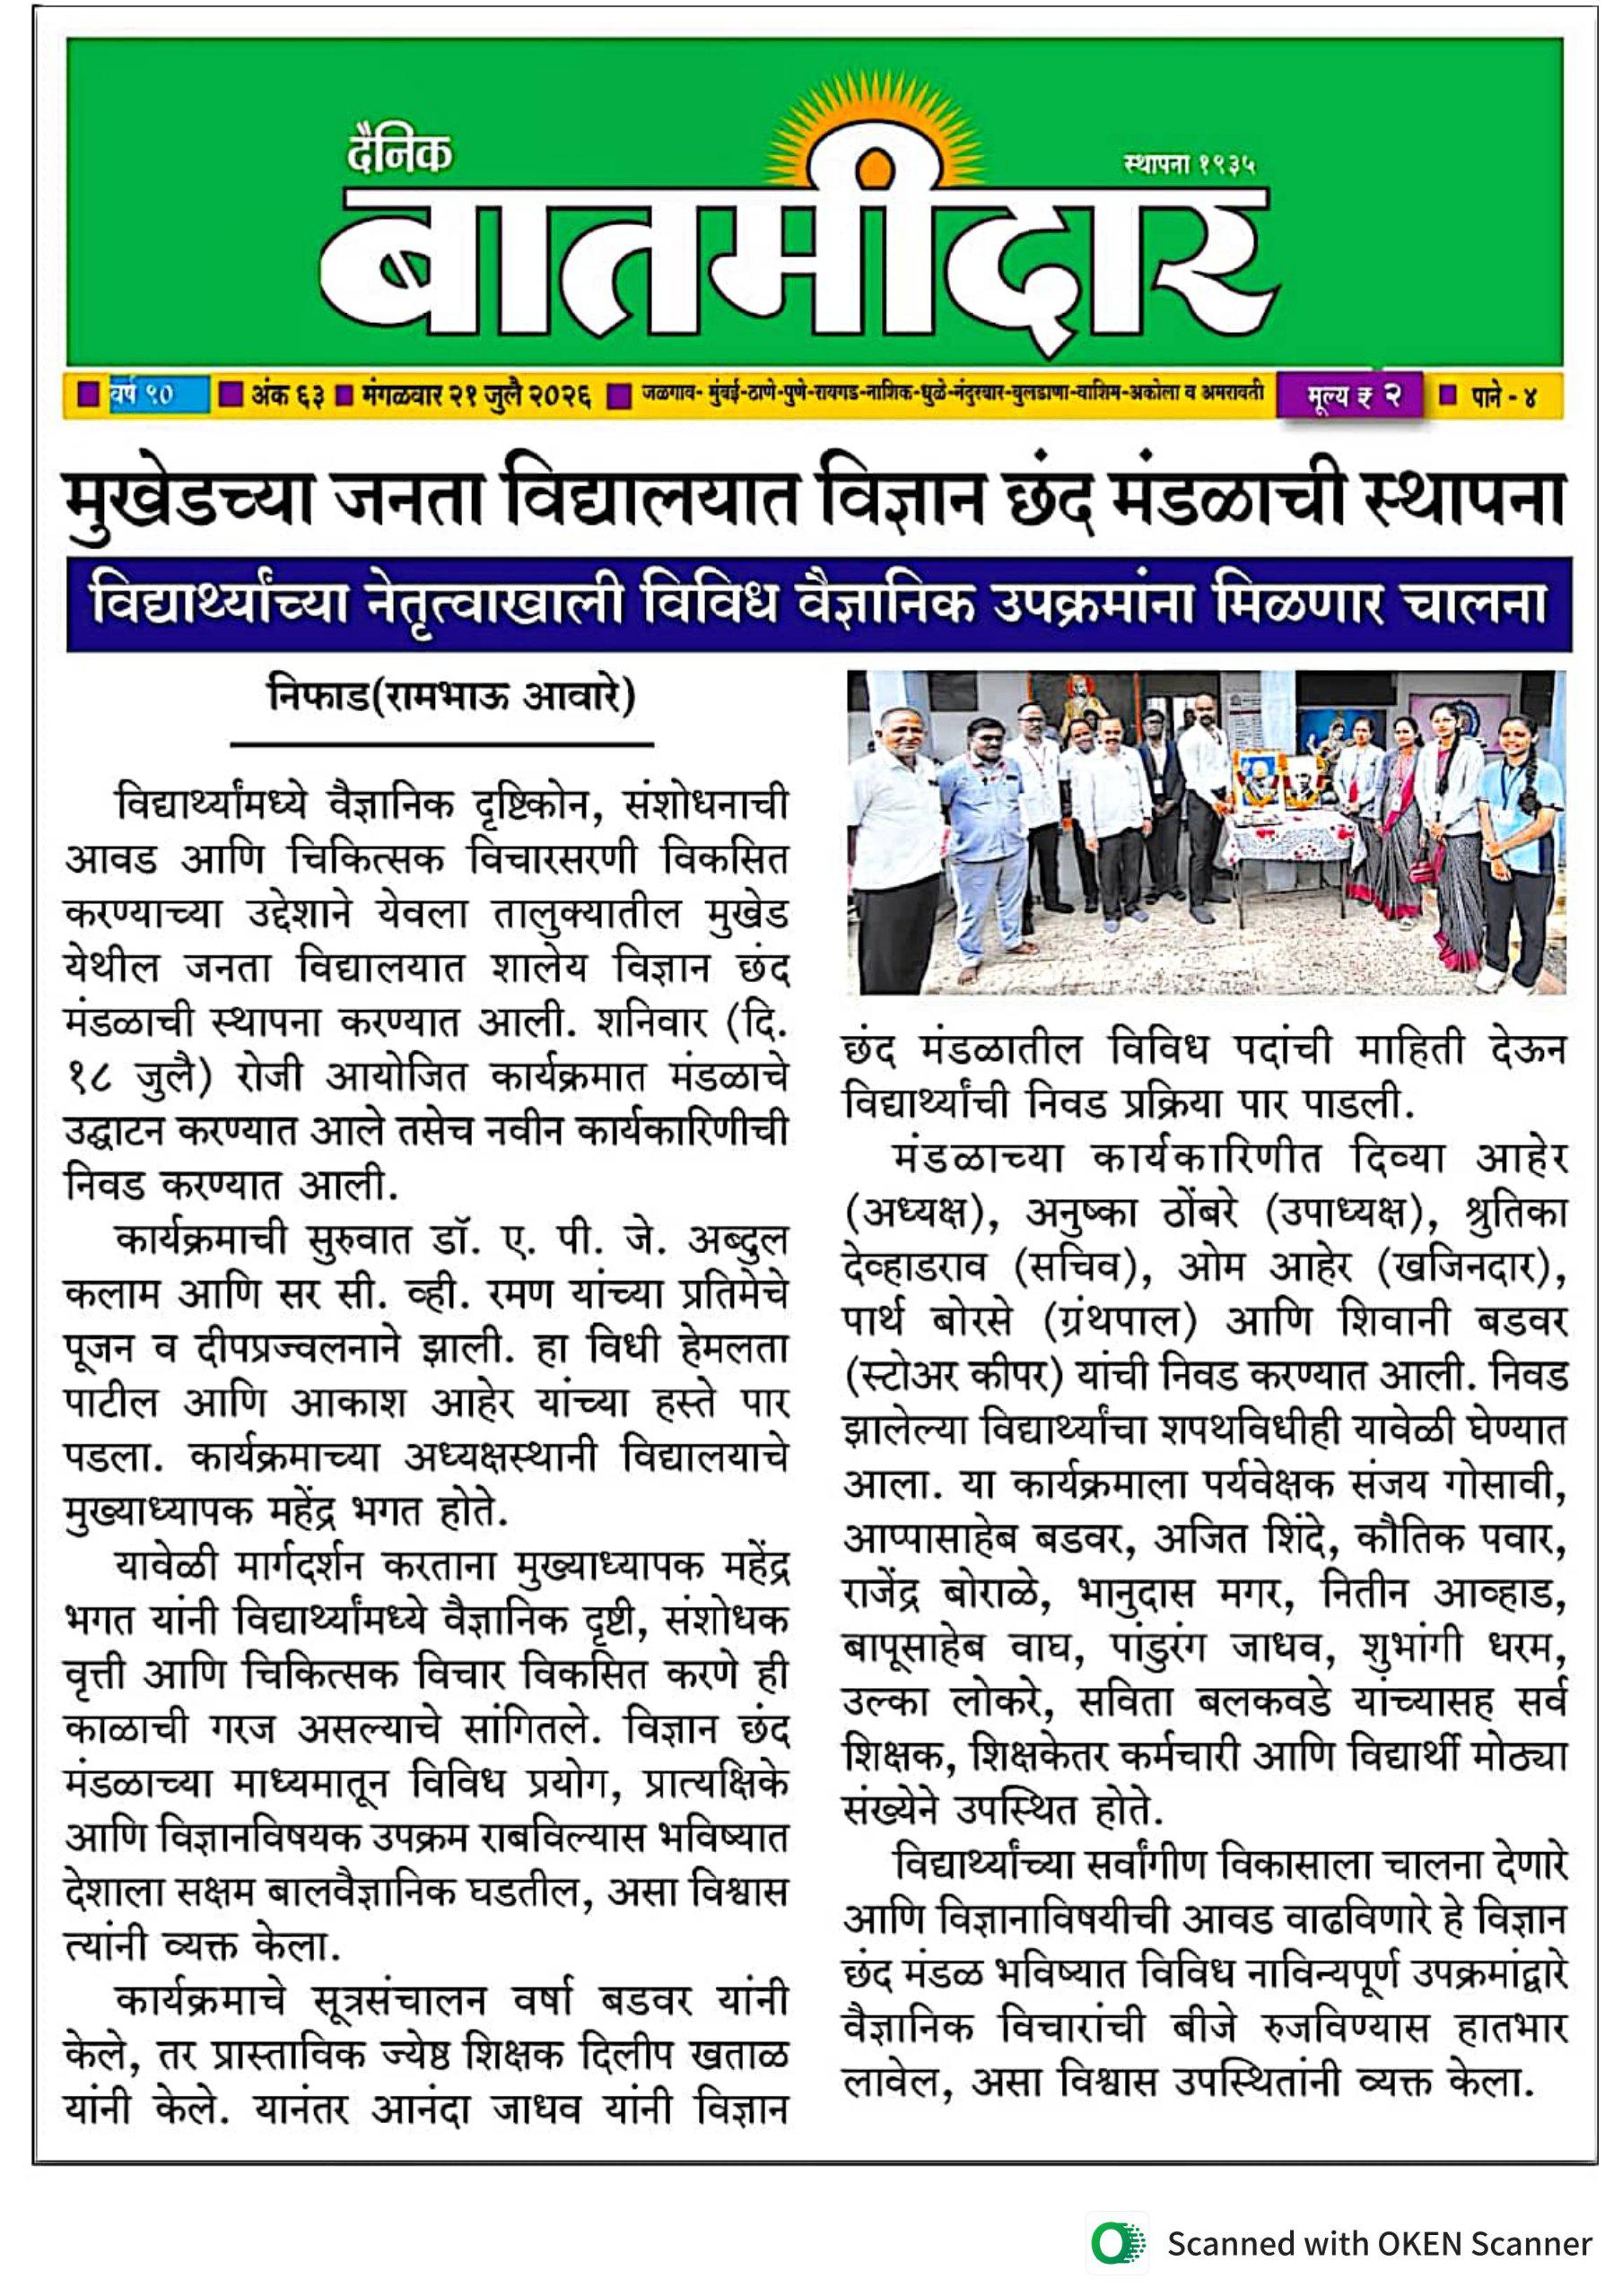 दैनिक
स्थापना १९३५
बातमीदार
वर्ष ९०
अंक ६३
मंगळवार २१ जुलै २०२६
जळगाव- मुंबई-ठाणे-पुणे-रायगड-नाशिक-धुळे-नंदुरबार-बुलडाणा-वाशिम-अकोला व अमरावती
मूल्य ₹ २
पाने - ४
मुखेडच्या जनता विद्यालयात विज्ञान छंद मंडळाची स्थापना
विद्यार्थ्यांच्या नेतृत्वाखाली विविध वैज्ञानिक उपक्रमांना मिळणार चालना
निफाड(रामभाऊ आवारे)
विद्यार्थ्यांमध्ये वैज्ञानिक दृष्टिकोन, संशोधनाची
आवड आणि चिकित्सक विचारसरणी विकसित
करण्याच्या उद्देशाने येवला तालुक्यातील मुखेड
येथील जनता विद्यालयात शालेय विज्ञान छंद
मंडळाची स्थापना करण्यात आली. शनिवार (दि.
१८ जुलै) रोजी आयोजित कार्यक्रमात मंडळाचे
उद्घाटन करण्यात आले तसेच नवीन कार्यकारिणीची
निवड करण्यात आली.
कार्यक्रमाची सुरुवात डॉ. ए. पी. जे. अब्दुल
कलाम आणि सर सी. व्ही. रमण यांच्या प्रतिमेचे
पूजन व दीपप्रज्वलनाने झाली. हा विधी हेमलता
पाटील आणि आकाश आहेर यांच्या हस्ते पार
पडला. कार्यक्रमाच्या अध्यक्षस्थानी विद्यालयाचे
मुख्याध्यापक महेंद्र भगत होते.
यावेळी मार्गदर्शन करताना मुख्याध्यापक महेंद्र
भगत यांनी विद्यार्थ्यांमध्ये वैज्ञानिक दृष्टी, संशोधक
वृत्ती आणि चिकित्सक विचार विकसित करणे ही
काळाची गरज असल्याचे सांगितले. विज्ञान छंद
मंडळाच्या माध्यमातून विविध प्रयोग, प्रात्यक्षिके
आणि विज्ञानविषयक उपक्रम राबविल्यास भविष्यात
देशाला सक्षम बालवैज्ञानिक घडतील, असा विश्वास
त्यांनी व्यक्त केला.
कार्यक्रमाचे सूत्रसंचालन वर्षा बडवर यांनी
केले, तर प्रास्ताविक ज्येष्ठ शिक्षक दिलीप खताळ
यांनी केले. यानंतर आनंदा जाधव यांनी विज्ञान
छंद मंडळातील विविध पदांची माहिती देऊन
विद्यार्थ्यांची निवड प्रक्रिया पार पाडली.
मंडळाच्या कार्यकारिणीत दिव्या आहेर
(अध्यक्ष), अनुष्का ठोंबरे (उपाध्यक्ष), श्रुतिका
देव्हाडराव (सचिव), ओम आहेर (खजिनदार),
पार्थ बोरसे (ग्रंथपाल) आणि शिवानी बडवर
(स्टोअर कीपर) यांची निवड करण्यात आली. निवड
झालेल्या विद्यार्थ्यांचा शपथविधीही यावेळी घेण्यात
आला. या कार्यक्रमाला पर्यवेक्षक संजय गोसावी,
आप्पासाहेब बडवर, अजित शिंदे, कौतिक पवार,
राजेंद्र बोराळे, भानुदास मगर, नितीन आव्हाड,
बापूसाहेब वाघ, पांडुरंग जाधव, शुभांगी धरम,
उल्का लोकरे, सविता बलकवडे यांच्यासह सर्व
शिक्षक, शिक्षकेतर कर्मचारी आणि विद्यार्थी मोठ्या
संख्येने उपस्थित होते.
विद्यार्थ्यांच्या सर्वांगीण विकासाला चालना देणारे
आणि विज्ञानाविषयीची आवड वाढविणारे हे विज्ञान
छंद मंडळ भविष्यात विविध नाविन्यपूर्ण उपक्रमांद्वारे
वैज्ञानिक विचारांची बीजे रुजविण्यास हातभार
लावेल, असा विश्वास उपस्थितांनी व्यक्त केला.
Scanned with OKEN Scanner